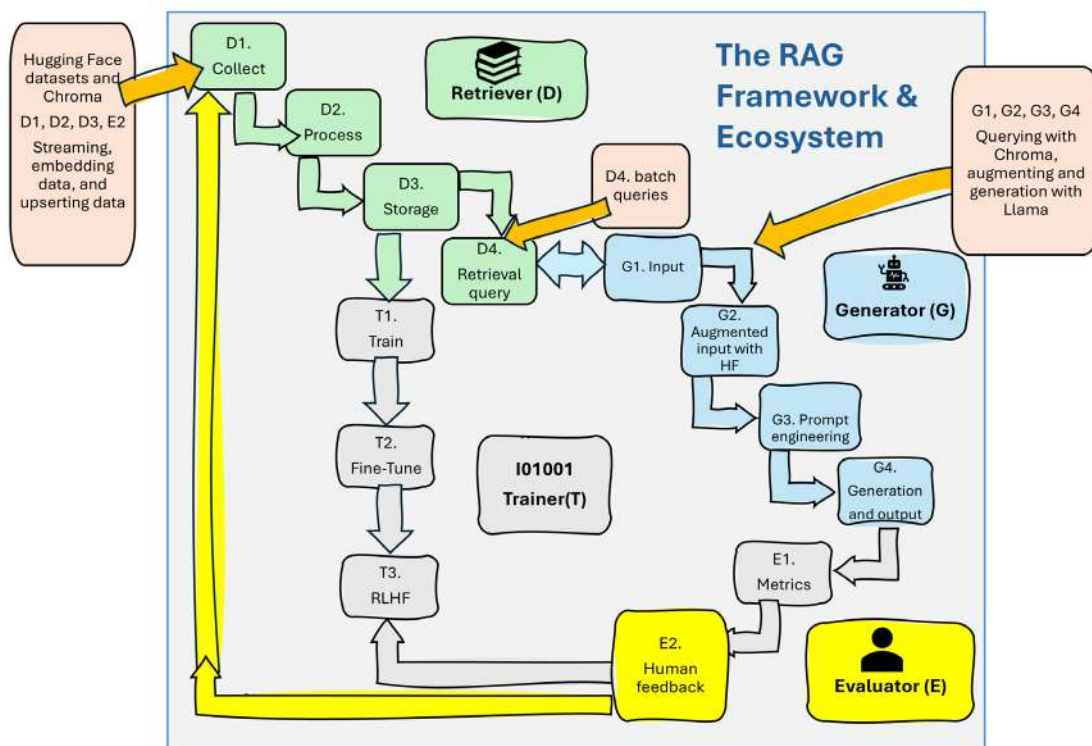 Hugging Face
datasets and
Chroma
D1, D2, D3, E2
Streaming,
embedding
data, and
upserting data
D1.
Collect
D2.
Process
D3.
Storage
D4.
Retrieval
query
Retriever (D)
The RAG
Framework &
Ecosystem
D4. batch
queries
G1, G2, G3, G4
Querying with
Chroma,
augmenting and
generation with
Llama
G1. Input
Generator (G)
G2.
Augmented
input with
HF
G3. Prompt
engineering
G4.
Generation
and output
T1.
Train
T2.
Fine-Tune
T3.
RLHF
I01001
Trainer(T)
E1.
Metrics
E2.
Human
feedback
Evaluator (E)